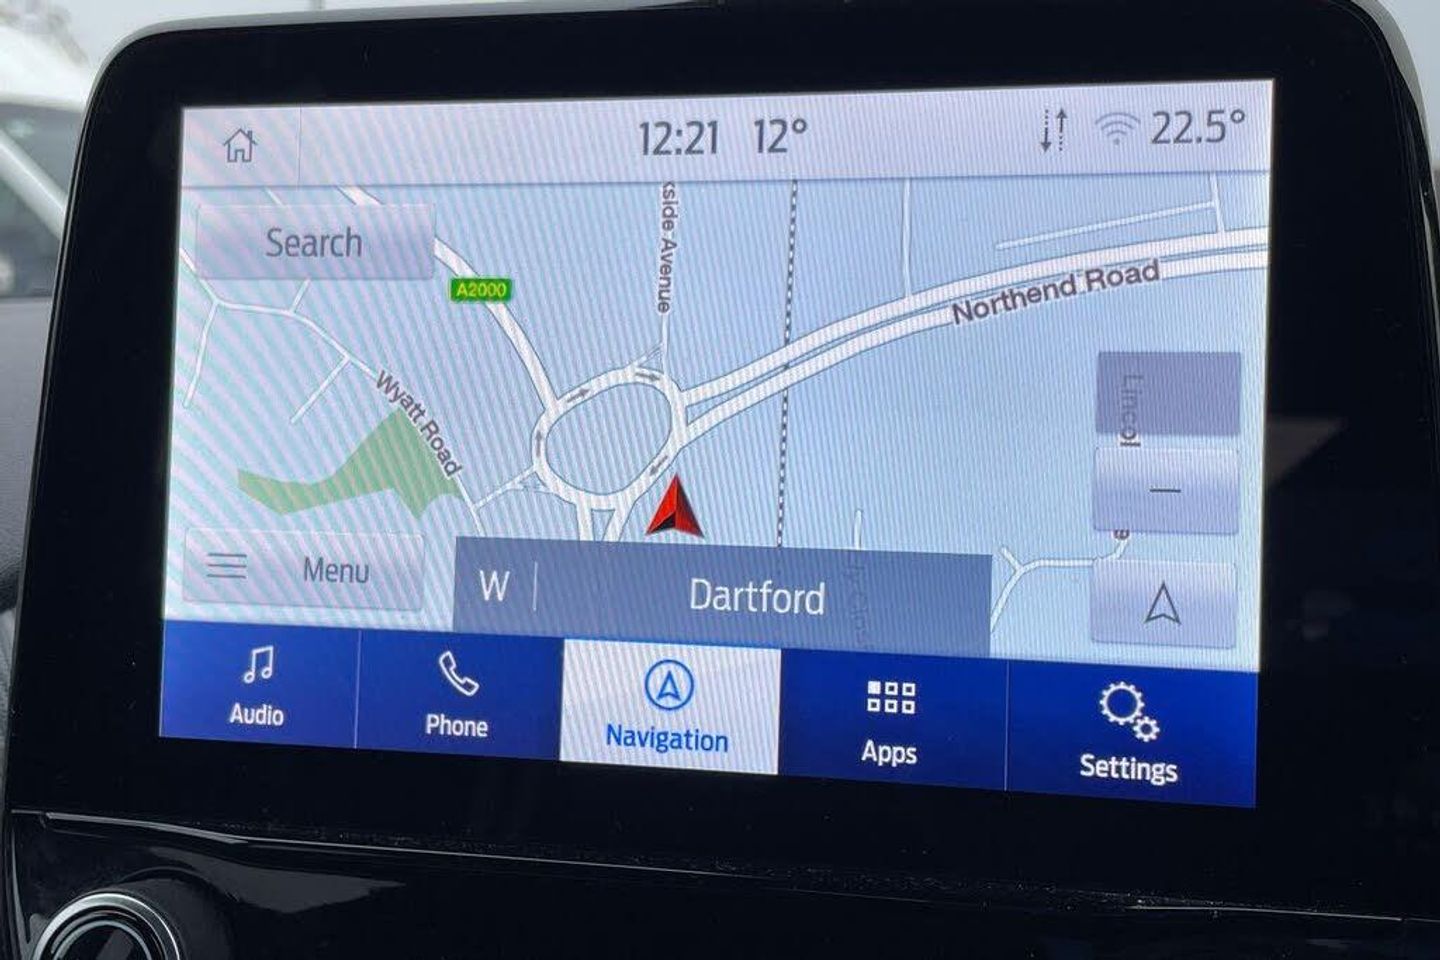 12:21 12° 22.5°
Search
kside Avenue
A2000
Northend Road
Wyatt Road
Lincol
Menu
W
Dartford
Audio
Phone
Navigation
Apps
Settings